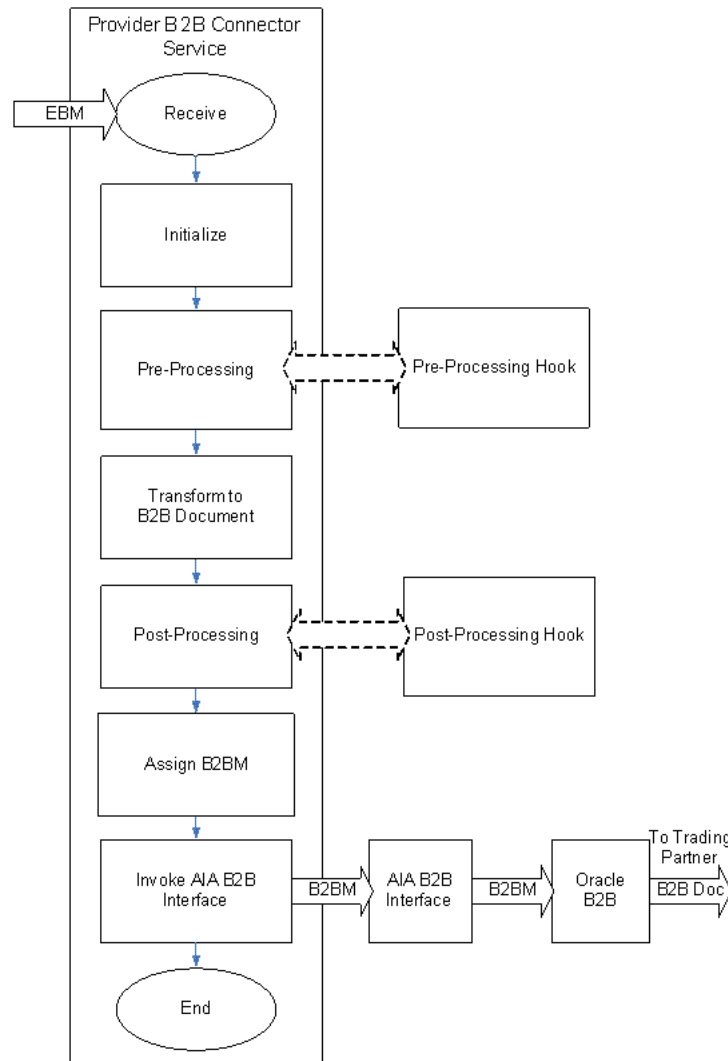 Provider B2B Connector
Service
EBM
Receive
Initialize
Pre-Processing
Pre-Processing Hook
Transform to
B2B Document
Post-Processing
Post-Processing Hook
Assign B2BM
Invoke AIA B2B
Interface
B2BM
AIA B2B
Interface
B2BM
Oracle
B2B
To Trading
Partner
B2B Doc
End